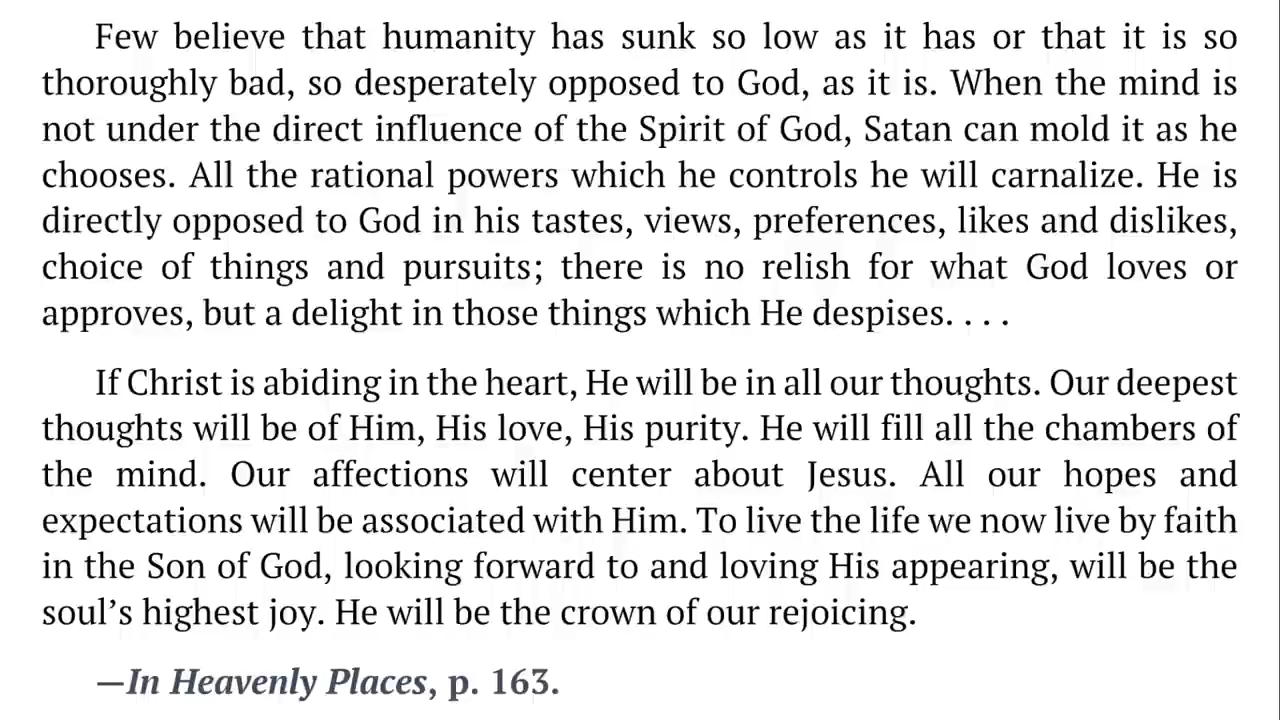 Few believe that humanity has sunk so low as it has or that it is so
thoroughly bad, so desperately opposed to God, as it is. When the mind is
not under the direct influence of the Spirit of God, Satan can mold it as he
chooses. All the rational powers which he controls he will carnalize. He is
directly opposed to God in his tastes, views, preferences, likes and dislikes,
choice of things and pursuits; there is no relish for what God loves or
approves, but a delight in those things which He despises. . . .
If Christ is abiding in the heart, He will be in all our thoughts. Our deepest
thoughts will be of Him, His love, His purity. He will fill all the chambers of
the mind. Our affections will center about Jesus. All our hopes and
expectations will be associated with Him. To live the life we now live by faith
in the Son of God, looking forward to and loving His appearing, will be the
soul’s highest joy. He will be the crown of our rejoicing.
—In Heavenly Places, p. 163.